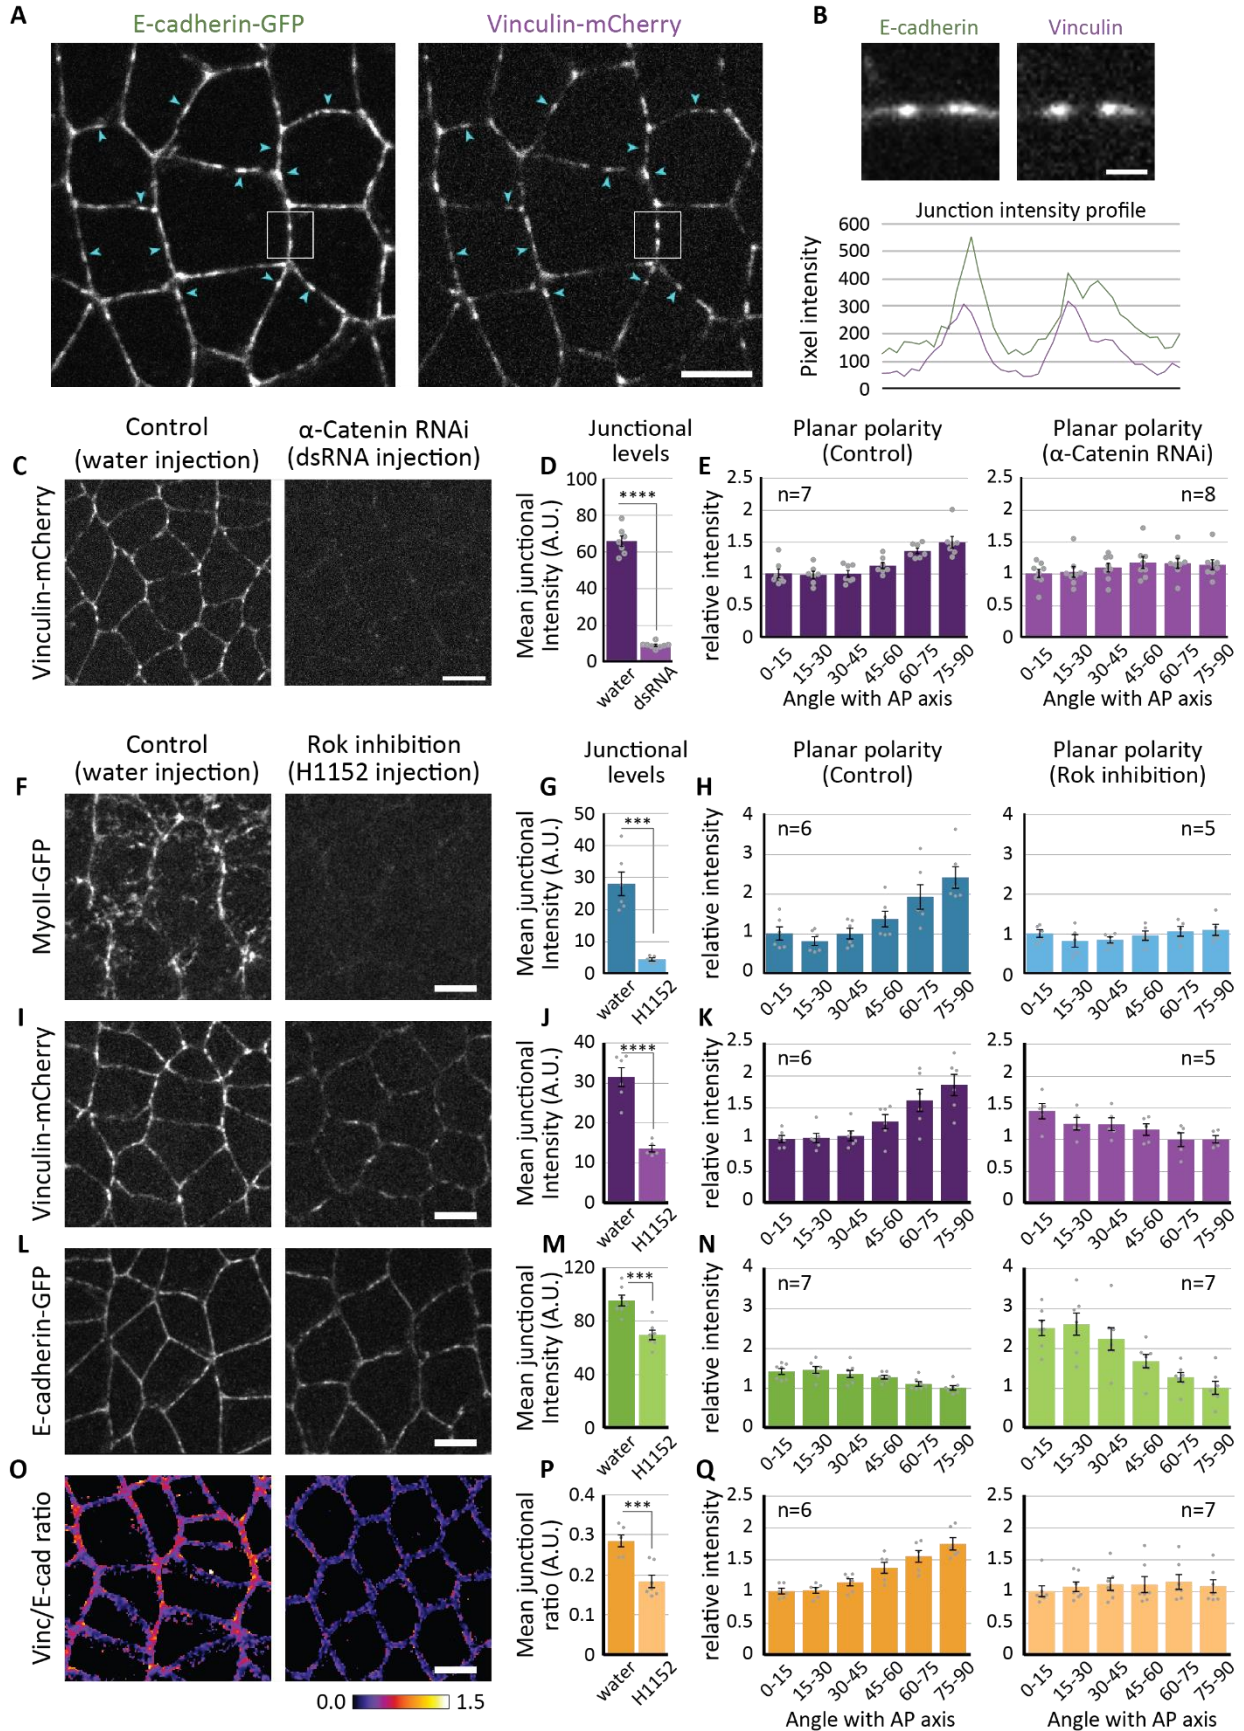 A
E-cadherin-GFP
Vinculin-mCherry
B
E-cadherin
Vinculin
Junction intensity profile
Pixel intensity
600
500
400
300
200
100
0
Control
(water injection)
α-Catenin RNAi
(dsRNA injection)
C
Vinculin-mCherry
Junctional
levels
D
Mean junctional
Intensity (A.U.)
100
80
60
40
20
0
****
water
dsRNA
Planar polarity
(Control)
E
relative intensity
2.5
2
1.5
1
0.5
0
n=7
0-15
15-30
30-45
45-60
60-75
75-90
Angle with AP axis
Planar polarity
(α-Catenin RNAi)
2.5
2
1.5
1
0.5
0
n=8
0-15
15-30
30-45
45-60
60-75
75-90
Angle with AP axis
Control
(water injection)
Rok inhibition
(H1152 injection)
F
MyoII-GFP
Junctional
levels
G
Mean junctional
Intensity (A.U.)
50
40
30
20
10
0
***
water
H1152
Planar polarity
(Control)
H
relative intensity
4
3
2
1
0
n=6
0-15
15-30
30-45
45-60
60-75
75-90
Planar polarity
(Rok inhibition)
4
3
2
1
0
n=5
0-15
15-30
30-45
45-60
60-75
75-90
I
Vinculin-mCherry
J
Mean junctional
Intensity (A.U.)
40
30
20
10
0
****
water
H1152
K
relative intensity
2.5
2
1.5
1
0.5
0
n=6
0-15
15-30
30-45
45-60
60-75
75-90
2.5
2
1.5
1
0.5
0
n=5
0-15
15-30
30-45
45-60
60-75
75-90
L
E-cadherin-GFP
M
Mean junctional
Intensity (A.U.)
120
80
40
0
***
water
H1152
N
relative intensity
4
3
2
1
0
n=7
0-15
15-30
30-45
45-60
60-75
75-90
4
3
2
1
0
n=7
0-15
15-30
30-45
45-60
60-75
75-90
O
Vinc/E-cad ratio
0.0
1.5
P
Mean junctional
ratio (A.U.)
0.4
0.3
0.2
0.1
0
***
water
H1152
Q
relative intensity
2.5
2
1.5
1
0.5
0
n=6
0-15
15-30
30-45
45-60
60-75
75-90
Angle with AP axis
2.5
2
1.5
1
0.5
0
n=7
0-15
15-30
30-45
45-60
60-75
75-90
Angle with AP axis